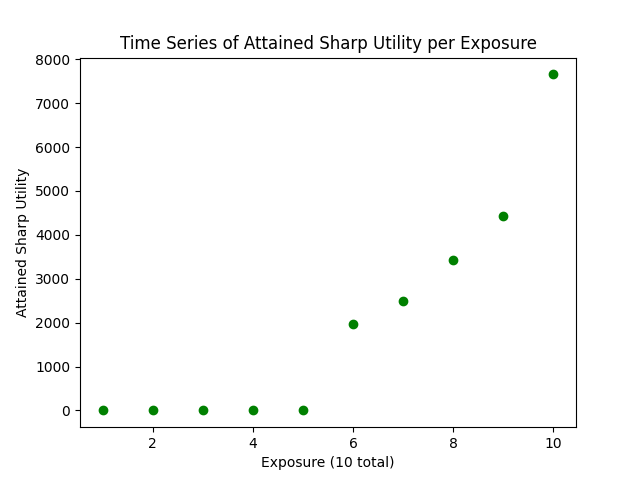 Time Series of Attained Sharp Utility per Exposure
8000
7000
6000
5000
4000
3000
2000
1000
0
Attained Sharp Utility
2 4 6 8 10
Exposure (10 total)